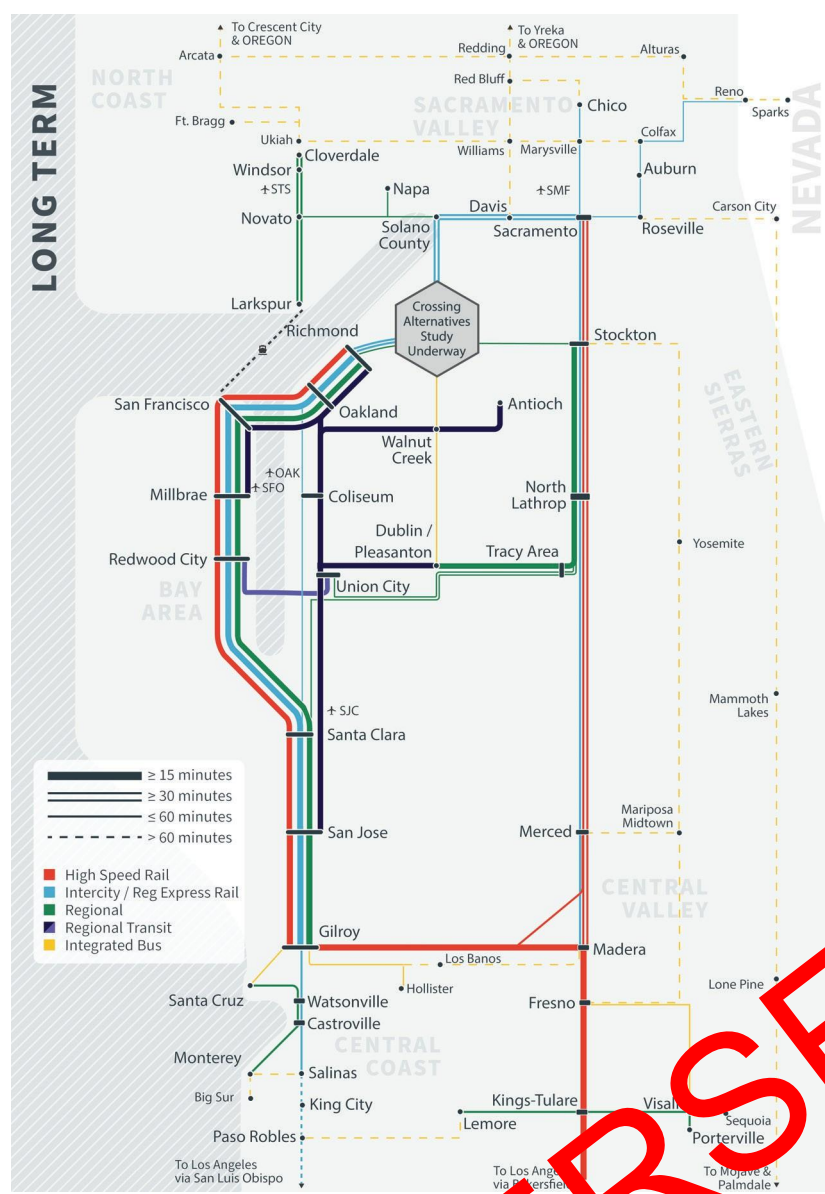 To Crescent City
& OREGON
To Yreka
& OREGON
Arcata
Redding
Alturas
LONG TERM
NORTH
COAST
Red Bluff
SACRAMENTO
VALLEY
Chico
Reno
Sparks
NEVADA
Ft. Bragg
Ukiah
Williams
Marysville
Colfax
Cloverdale
Windsor
STS
Napa
SMF
Auburn
Novato
Solano
County
Davis
Sacramento
Roseville
Carson City
Larkspur
Crossing
Alternatives
Study
Underway
Richmond
Stockton
San Francisco
Oakland
Antioch
EASTERN
SIERRAS
Walnut
Creek
OAK
SFO
Millbrae
Coliseum
North
Lathrop
Dublin /
Pleasanton
Tracy Area
Yosemite
Redwood City
Union City
BAY
AREA
Mammoth
Lakes
SJC
Santa Clara
≥ 15 minutes
≥ 30 minutes
≤ 60 minutes
> 60 minutes
San Jose
Merced
Mariposa
Midtown
High Speed Rail
Intercity / Reg Express Rail
Regional
Regional Transit
Integrated Bus
CENTRAL
VALLEY
Gilroy
Madera
Los Banos
Hollister
Lone Pine
Santa Cruz
Watsonville
Fresno
Castroville
CENTRAL
COAST
Monterey
Salinas
Big Sur
King City
Kings-Tulare
Lemore
Sequoia
Porterville
Paso Robles
To Los Angeles
via San Luis Obispo
To Mojave &
Palmdale